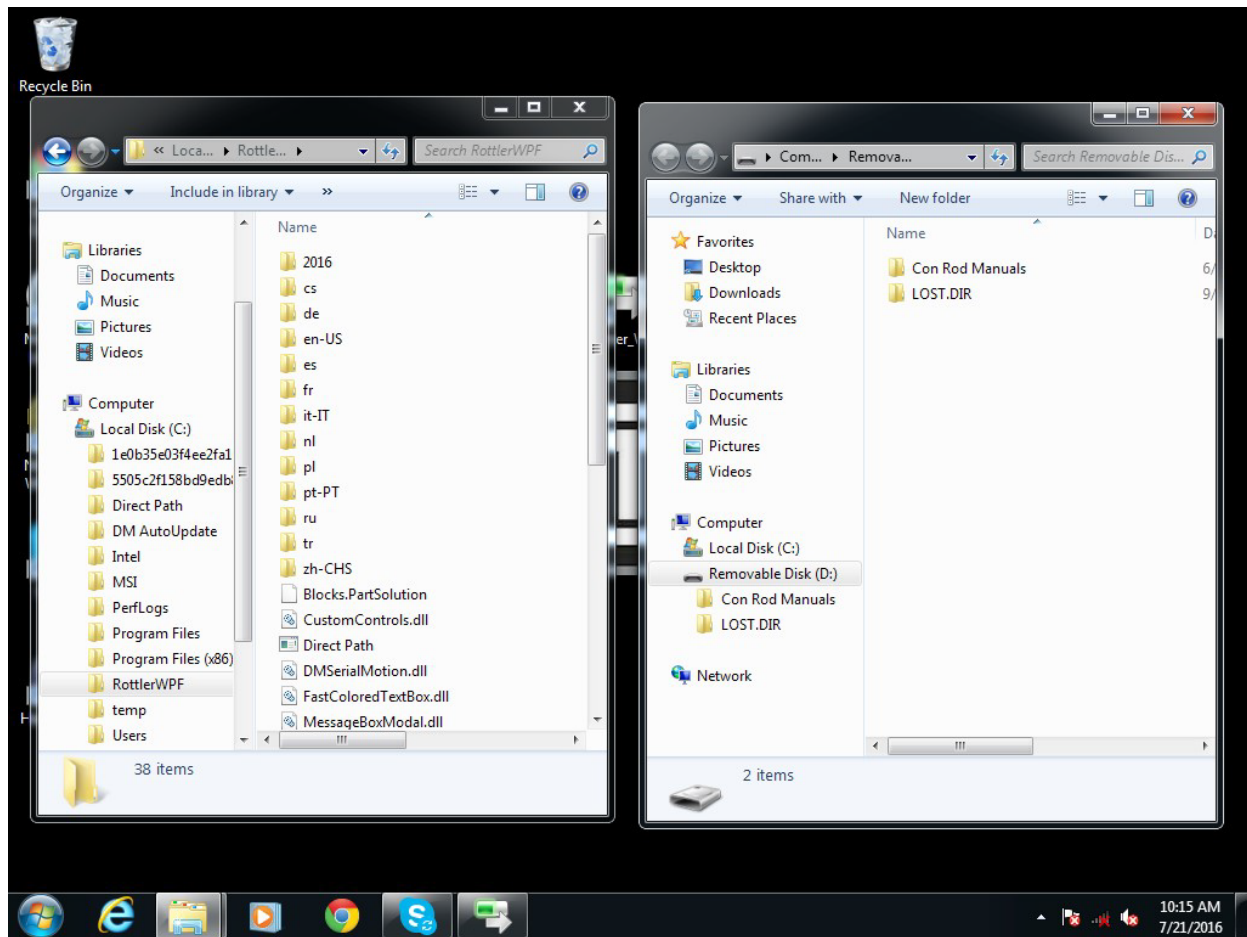 Recycle Bin
« Loca... Rottle...
Search RottlerWPF
Organize
Include in library
»
Name
Libraries
Documents
Music
Pictures
Videos
Computer
Local Disk (C:)
1e0b35e03f4ee2fa1
5505c2f158bd9edb
Direct Path
DM AutoUpdate
Intel
MSI
PerfLogs
Program Files
Program Files (x86)
RottlerWPF
temp
Users
2016
cs
de
en-US
es
fr
it-IT
nl
pl
pt-PT
ru
tr
zh-CHS
Blocks.PartSolution
CustomControls.dll
Direct Path
DMSerialMotion.dll
FastColoredTextBox.dll
MessageBoxModal.dll
38 items
Com... Remova...
Search Removable Dis...
Organize
Share with
New folder
Name
Favorites
Desktop
Downloads
Recent Places
Libraries
Documents
Music
Pictures
Videos
Computer
Local Disk (C:)
Removable Disk (D:)
Con Rod Manuals
LOST.DIR
Network
Con Rod Manuals 6/
LOST.DIR 9/
2 items
10:15 AM
7/21/2016